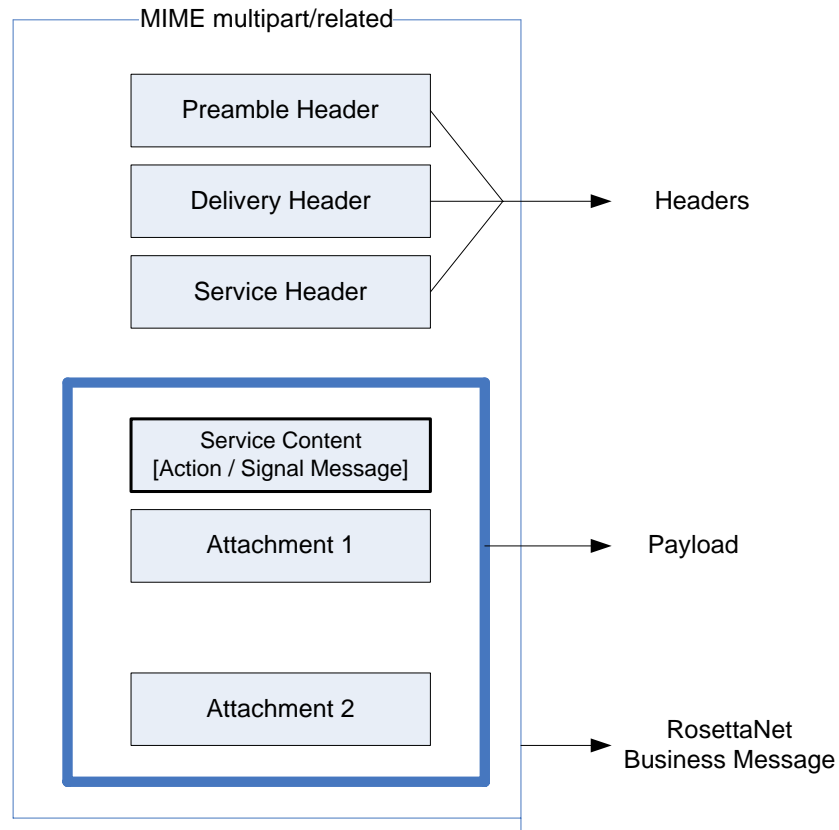 MIME multipart/related
Preamble Header
Delivery Header
Headers
Service Header
Service Content
[Action / Signal Message]
Attachment 1
Payload
Attachment 2
RosettaNet
Business Message